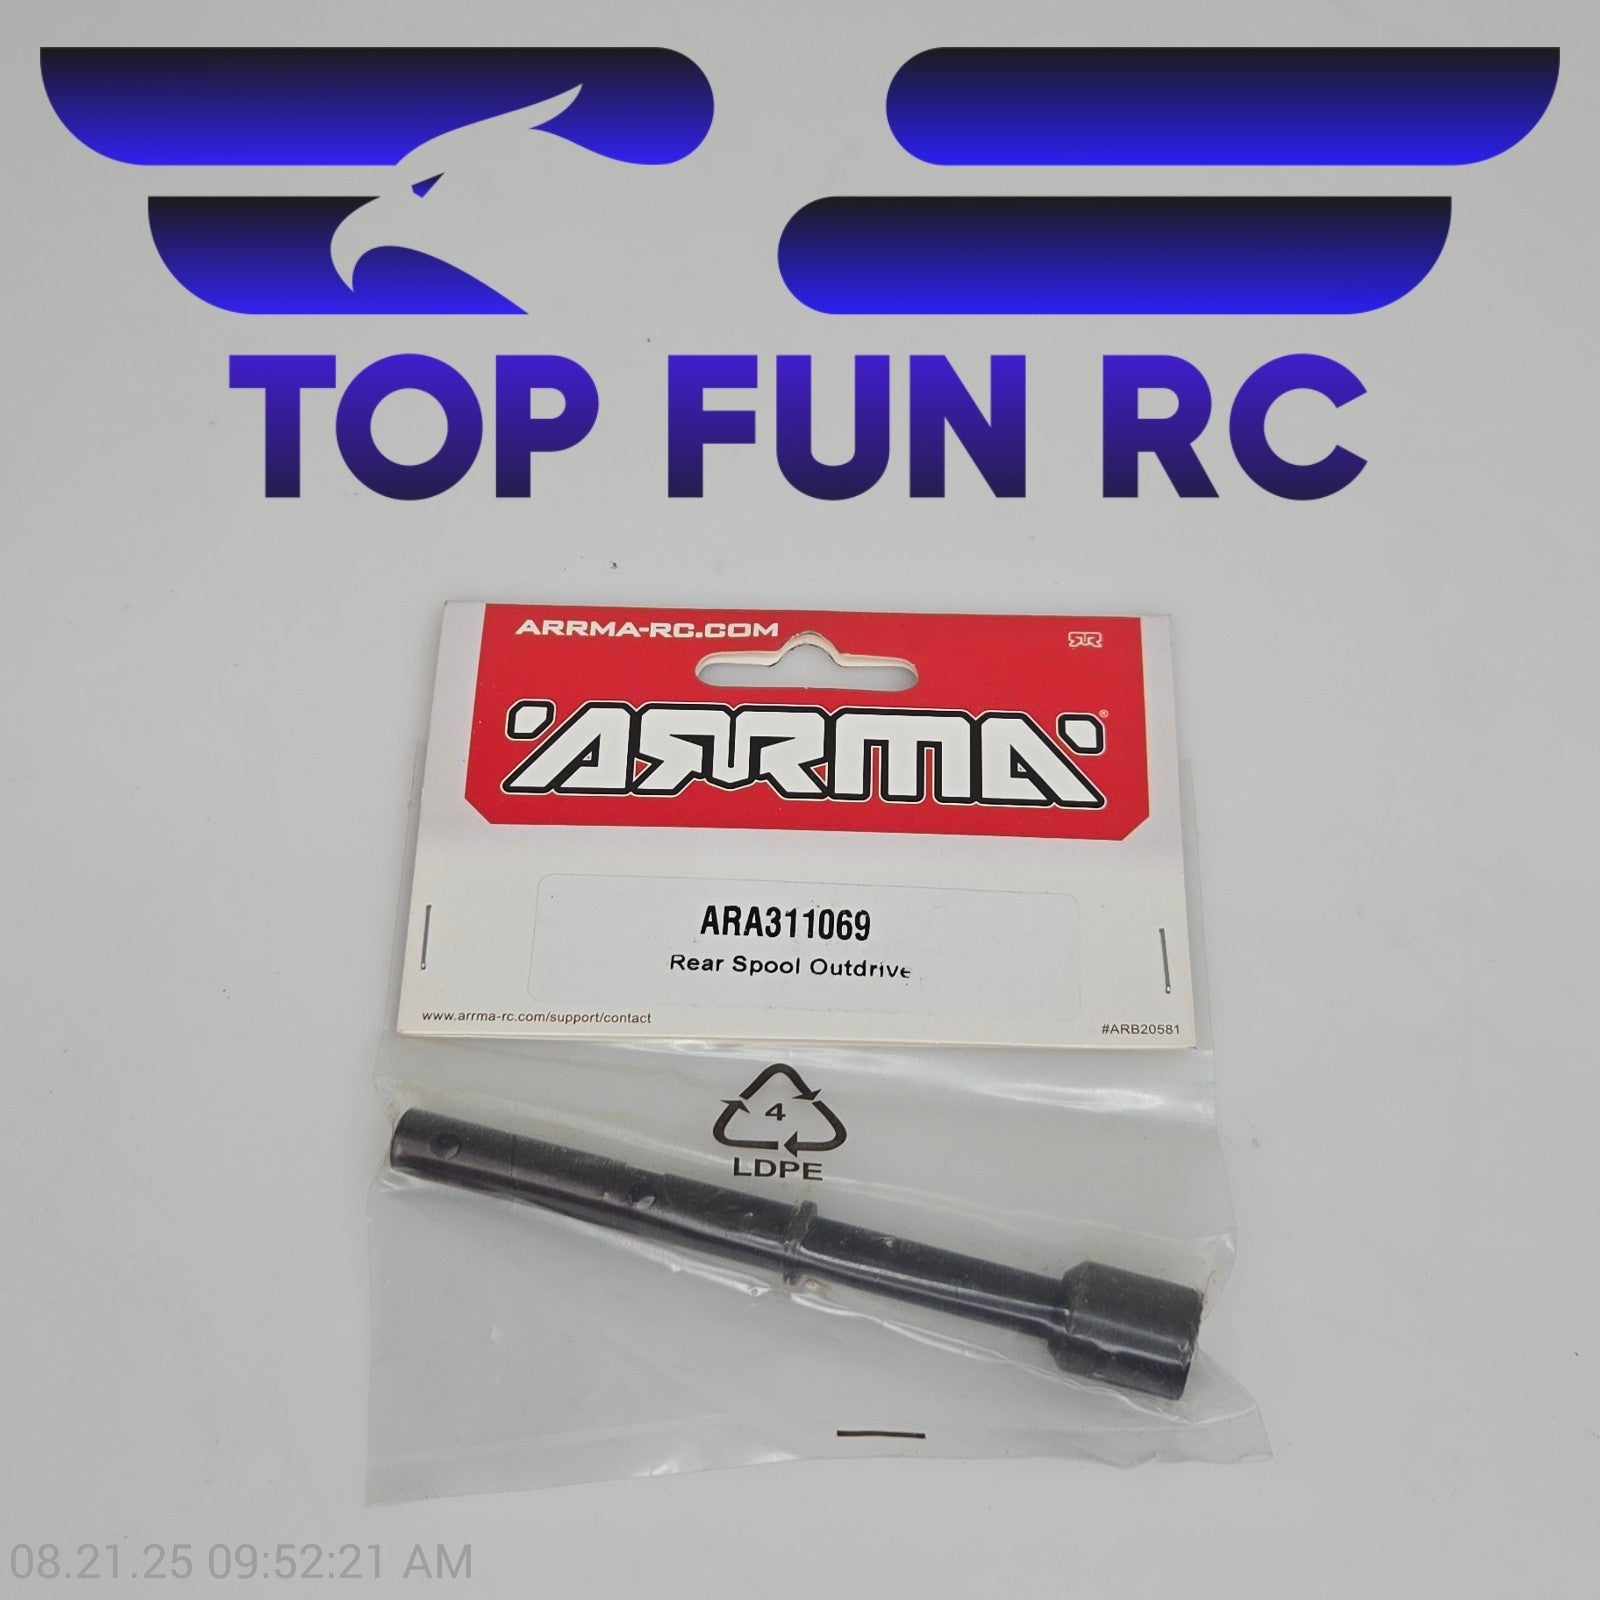 TOP FUN RC
ARRMA-RC.COM
ARRMA®
ARA311069
Rear Spool Outdrive
www.arrma-rc.com/support/contact
#ARB20581
4
LDPE
08.21.25 09:52:21 AM